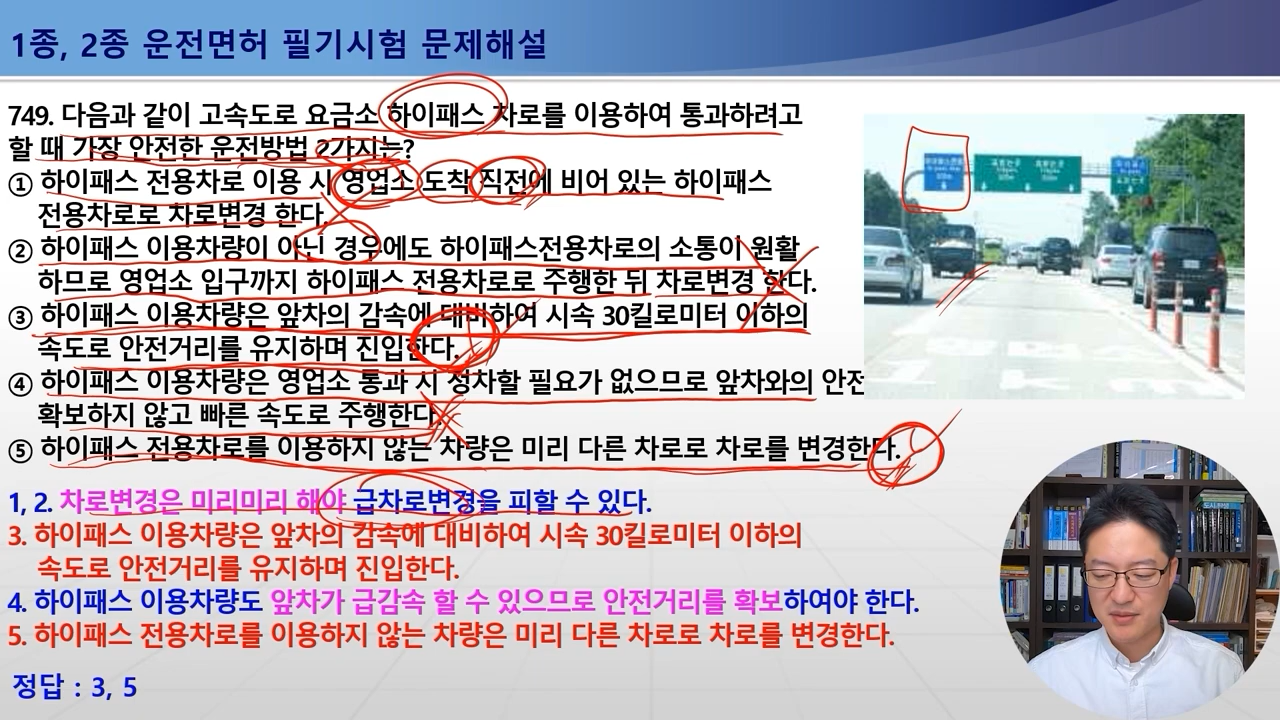 1종, 2종 운전면허 필기시험 문제해설
749. 다음과 같이 고속도로 요금소 하이패스 차로를 이용하여 통과하려고
할 때 가장 안전한 운전방법 2가지는?
① 하이패스 전용차로 이용 시 영업소 도착 직전에 비어 있는 하이패스
전용차로로 차로변경 한다.
② 하이패스 이용차량이 아닌 경우에도 하이패스전용차로의 소통이 원활
하므로 영업소 입구까지 하이패스 전용차로로 주행한 뒤 차로변경 한다.
③ 하이패스 이용차량은 앞차의 감속에 대비하여 시속 30킬로미터 이하의
속도로 안전거리를 유지하며 진입한다.
④ 하이패스 이용차량은 영업소 통과 시 정차할 필요가 없으므로 앞차와의 안전
확보하지 않고 빠른 속도로 주행한다.
⑤ 하이패스 전용차로를 이용하지 않는 차량은 미리 다른 차로로 차로를 변경한다.
1, 2. 차로변경은 미리미리 해야 급차로변경을 피할 수 있다.
3. 하이패스 이용차량은 앞차의 감속에 대비하여 시속 30킬로미터 이하의
속도로 안전거리를 유지하며 진입한다.
4. 하이패스 이용차량도 앞차가 급감속 할 수 있으므로 안전거리를 확보하여야 한다.
5. 하이패스 전용차로를 이용하지 않는 차량은 미리 다른 차로로 차로를 변경한다.
정답 : 3, 5